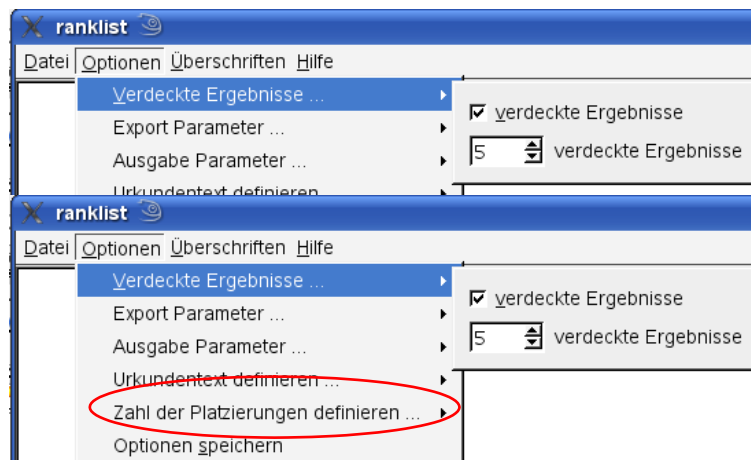 ranklist
Datei Optionen Überschriften Hilfe
Verdeckte Ergebnisse ...
verdeckte Ergebnisse
Export Parameter ...
5 verdeckte Ergebnisse
Ausgabe Parameter ...
Urkundentext definieren
ranklist
Datei Optionen Überschriften Hilfe
Verdeckte Ergebnisse ...
verdeckte Ergebnisse
Export Parameter ...
5 verdeckte Ergebnisse
Ausgabe Parameter ...
Urkundentext definieren ...
Zahl der Platzierungen definieren ...
Optionen speichern